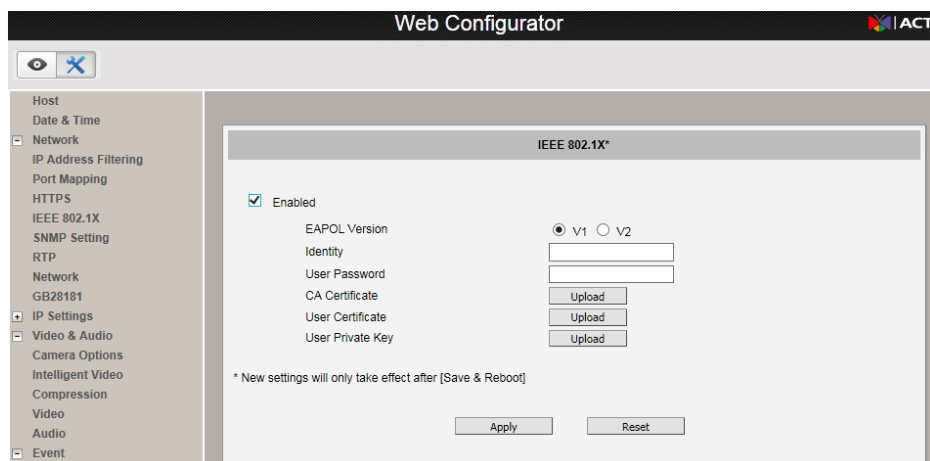 Web Configurator
ACT
Host
Date & Time
Network
IP Address Filtering
Port Mapping
HTTPS
IEEE 802.1X
SNMP Setting
RTP
Network
GB28181
IP Settings
Video & Audio
Camera Options
Intelligent Video
Compression
Video
Audio
Event
IEEE 802.1X*
Enabled
EAPOL Version V1 V2
Identity
User Password
CA Certificate Upload
User Certificate Upload
User Private Key Upload
* New settings will only take effect after [Save & Reboot]
Apply Reset